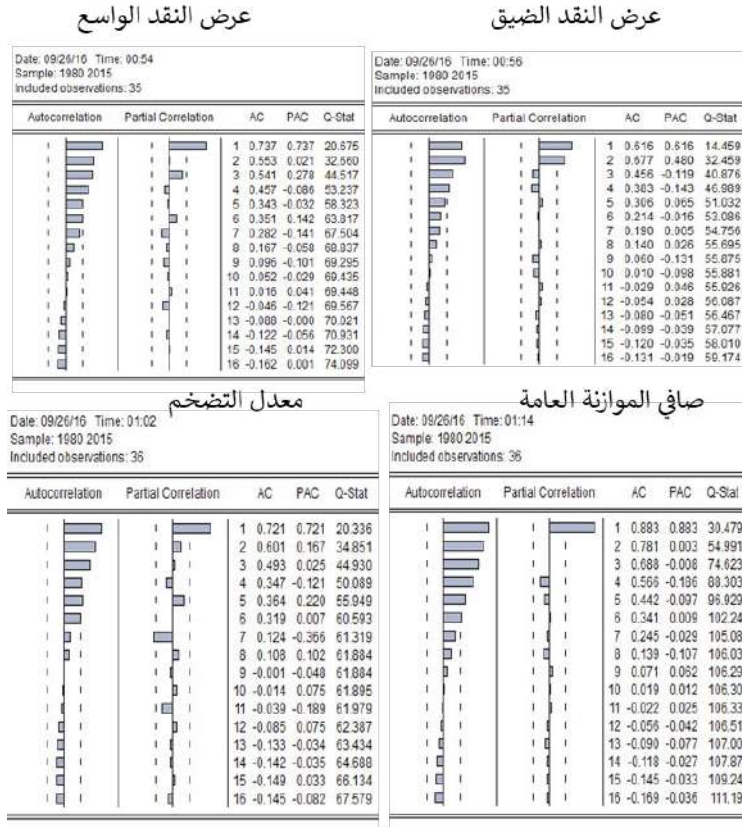 عرض النقد الواسع
Date: 09/26/16 Time: 00:54
Sample: 1980 2015
Included observations: 35
Autocorrelation Partial Correlation AC PAC Q-Stat
1 0.737 0.737 20.675
2 0.553 0.021 32.660
3 0.541 0.278 44.517
4 0.457 -0.086 53.237
5 0.343 -0.032 58.323
6 0.351 0.142 63.817
7 0.282 -0.141 67.504
8 0.167 -0.058 68.837
9 0.096 -0.101 69.295
10 0.052 -0.029 69.435
11 0.016 0.041 69.448
12 -0.046 -0.121 69.567
13 -0.088 -0.000 70.021
14 -0.122 -0.056 70.931
15 -0.145 0.014 72.300
16 -0.162 0.001 74.099
عرض النقد الضيق
Date: 09/26/16 Time: 00:56
Sample: 1980 2015
Included observations: 35
Autocorrelation Partial Correlation AC PAC Q-Stat
1 0.616 0.616 14.459
2 0.677 0.480 32.459
3 0.456 -0.119 40.876
4 0.383 -0.143 46.989
5 0.306 0.065 51.032
6 0.214 -0.016 53.086
7 0.190 0.005 54.756
8 0.140 0.026 55.695
9 0.060 -0.131 55.875
10 0.010 -0.098 55.881
11 -0.029 0.046 55.926
12 -0.054 0.028 56.087
13 -0.080 -0.051 56.467
14 -0.099 -0.039 57.077
15 -0.120 -0.035 58.010
16 -0.131 -0.019 59.174
معدل التضخم
Date: 09/26/16 Time: 01:02
Sample: 1980 2015
Included observations: 36
Autocorrelation Partial Correlation AC PAC Q-Stat
1 0.721 0.721 20.336
2 0.601 0.167 34.851
3 0.493 0.025 44.930
4 0.347 -0.121 50.089
5 0.364 0.220 55.949
6 0.319 0.007 60.593
7 0.124 -0.366 61.319
8 0.108 0.102 61.884
9 -0.001 -0.048 61.884
10 -0.014 0.075 61.895
11 -0.039 -0.189 61.979
12 -0.085 0.075 62.387
13 -0.133 -0.034 63.434
14 -0.142 -0.035 64.688
15 -0.149 0.033 66.134
16 -0.145 -0.082 67.579
صافي الموازنة العامة
Date: 09/26/16 Time: 01:14
Sample: 1980 2015
Included observations: 36
Autocorrelation Partial Correlation AC PAC Q-Stat
1 0.883 0.883 30.479
2 0.781 0.003 54.991
3 0.688 -0.008 74.623
4 0.566 -0.186 88.303
5 0.442 -0.097 96.929
6 0.341 0.009 102.24
7 0.245 -0.029 105.08
8 0.139 -0.107 106.03
9 0.071 0.062 106.29
10 0.019 0.012 106.30
11 -0.022 0.025 106.33
12 -0.056 -0.042 106.51
13 -0.090 -0.077 107.00
14 -0.118 -0.027 107.87
15 -0.145 -0.033 109.24
16 -0.169 -0.036 111.19